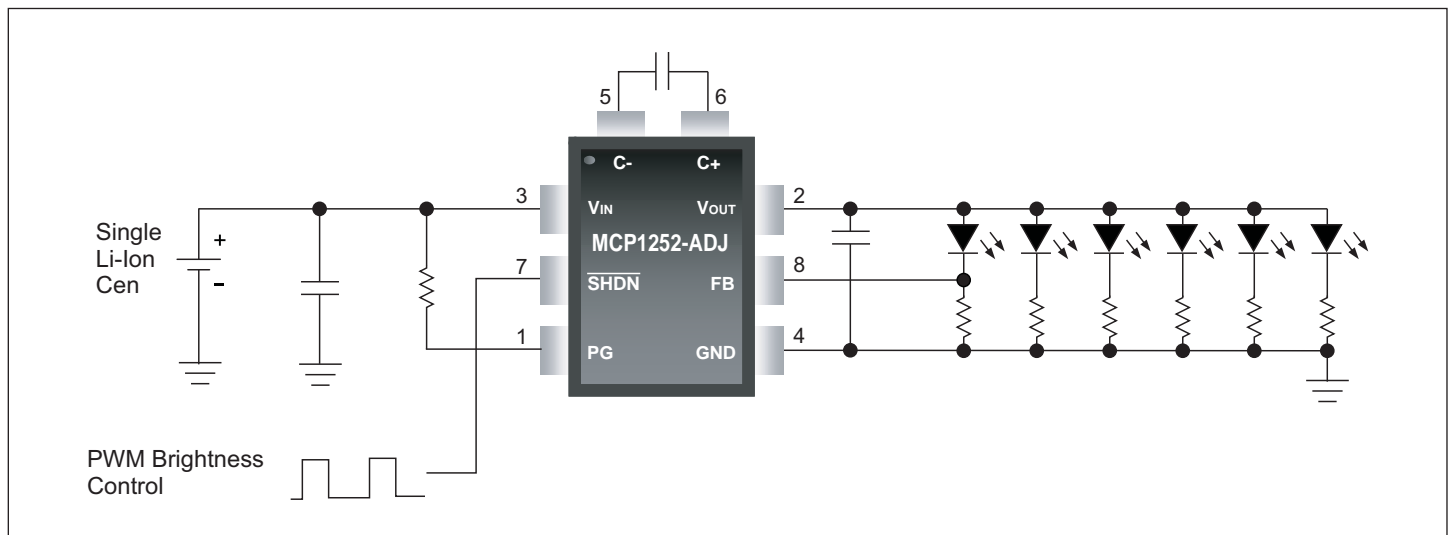 5
6
C-
C+
3
VIN
VOUT
2
MCP1252-ADJ
Single
Li-Ion
Cen
+
-
7
SHDN
FB
8
1
PG
GND
4
PWM Brightness
Control